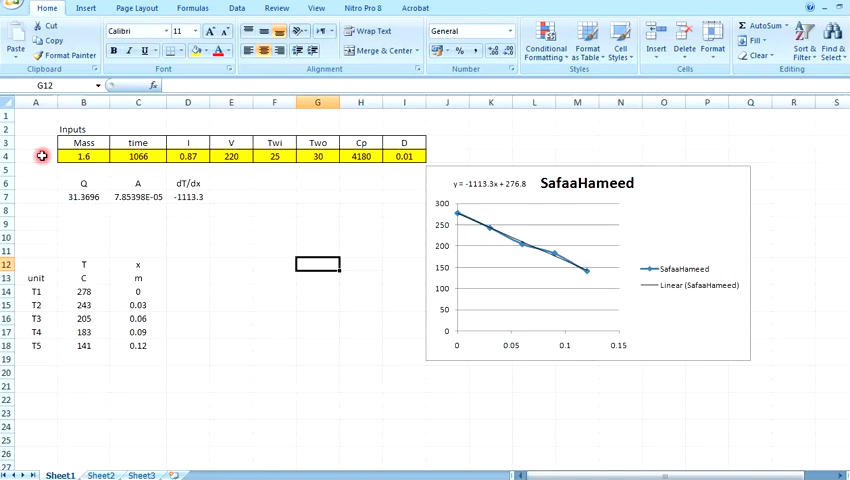 Home Insert Page Layout Formulas Data Review View Nitro Pro 8 Acrobat
Paste Cut Copy Format Painter Clipboard
Calibri 11 A A B I U A Font
Wrap Text Merge & Center Alignment
General $ % , Number
Conditional Formatting Format as Table Cell Styles Styles
Insert Delete Format Cells
AutoSum Fill Clear Sort & Filter Find & Select Editing
G12 fx
A B C D E F G H I J K L M N O P Q R S
1
2 Inputs
3 Mass time I V Twi Two Cp D
4 1.6 1066 0.87 220 25 30 4180 0.01
5
6 Q A dT/dx
7 31.3696 7.85398E-05 -1113.3
8
9
10
11
12 T x
13 unit C m
14 T1 278 0
15 T2 243 0.03
16 T3 205 0.06
17 T4 183 0.09
18 T5 141 0.12
19
20
21
22
23
24
25
26
27
y = -1113.3x + 276.8 SafaaHameed
300
250
200
150
100
50
0
0 0.05 0.1 0.15
SafaaHameed
Linear (SafaaHameed)
Sheet1 Sheet2 Sheet3